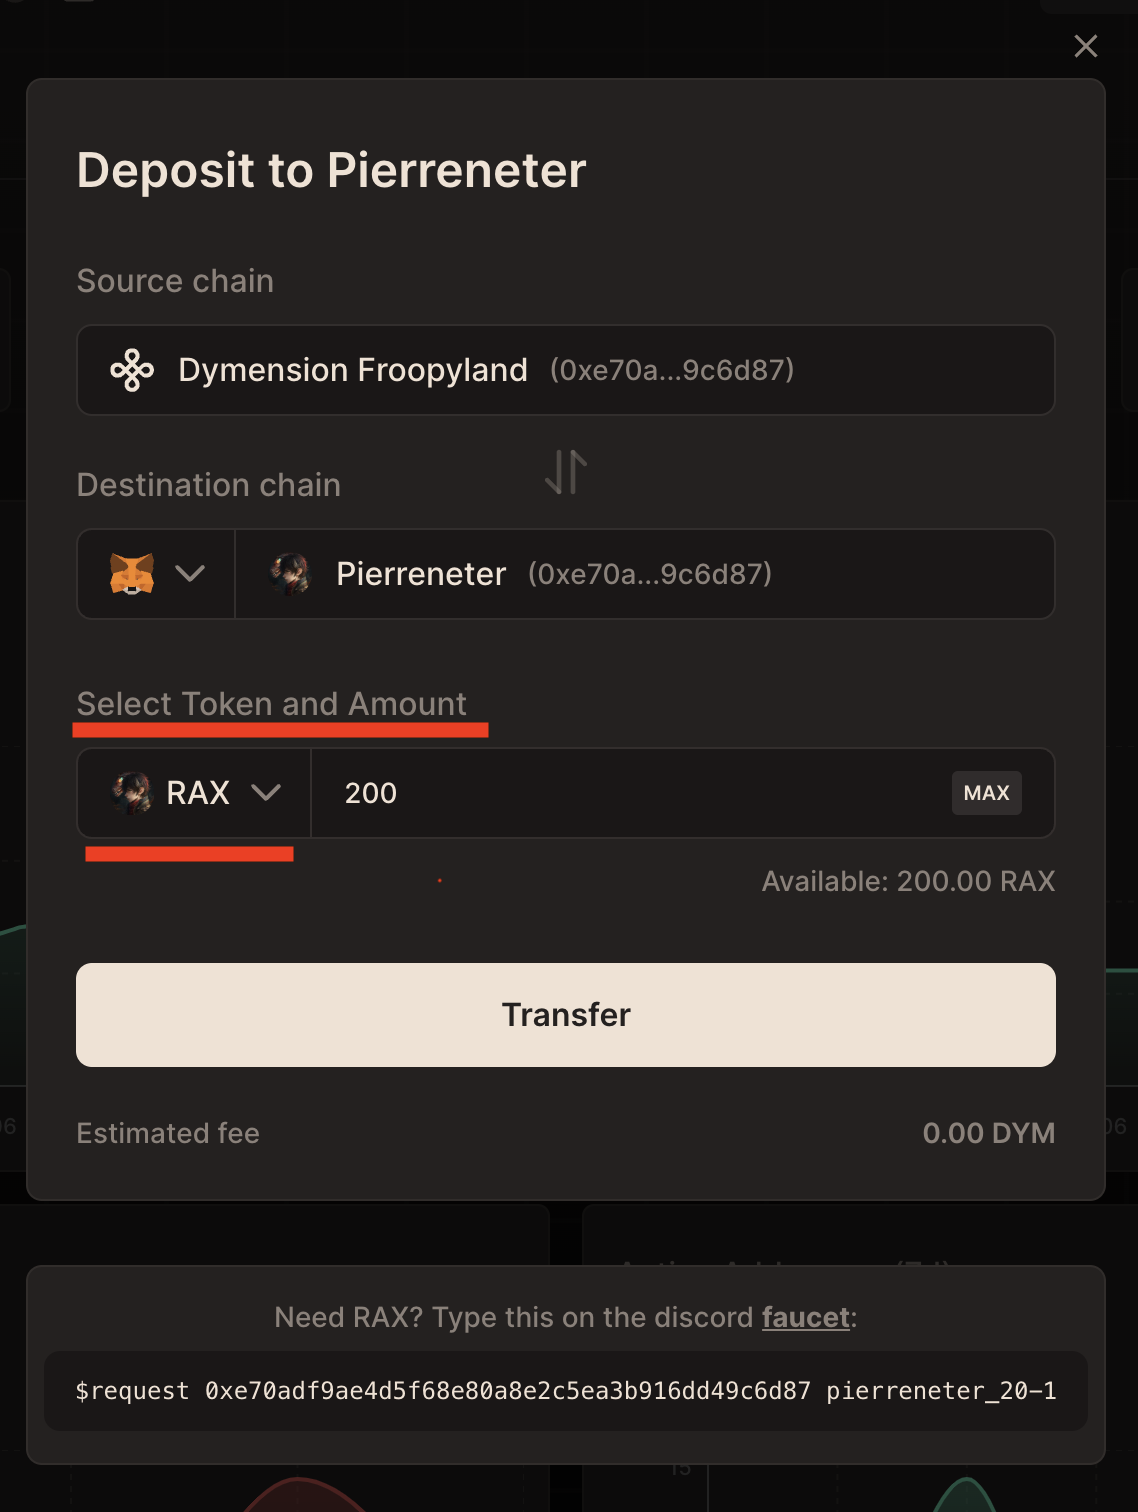 Deposit to Pierreneter
Source chain
Dymension Froopyland (0xe70a...9c6d87)
Destination chain
Pierreneter (0xe70a...9c6d87)
Select Token and Amount
RAX 200 MAX
Available: 200.00 RAX
Transfer
Estimated fee 0.00 DYM
Need RAX? Type this on the discord faucet:
$request 0xe70adf9ae4d5f68e80a8e2c5ea3b916dd49c6d87 pierreneter_20-1
15